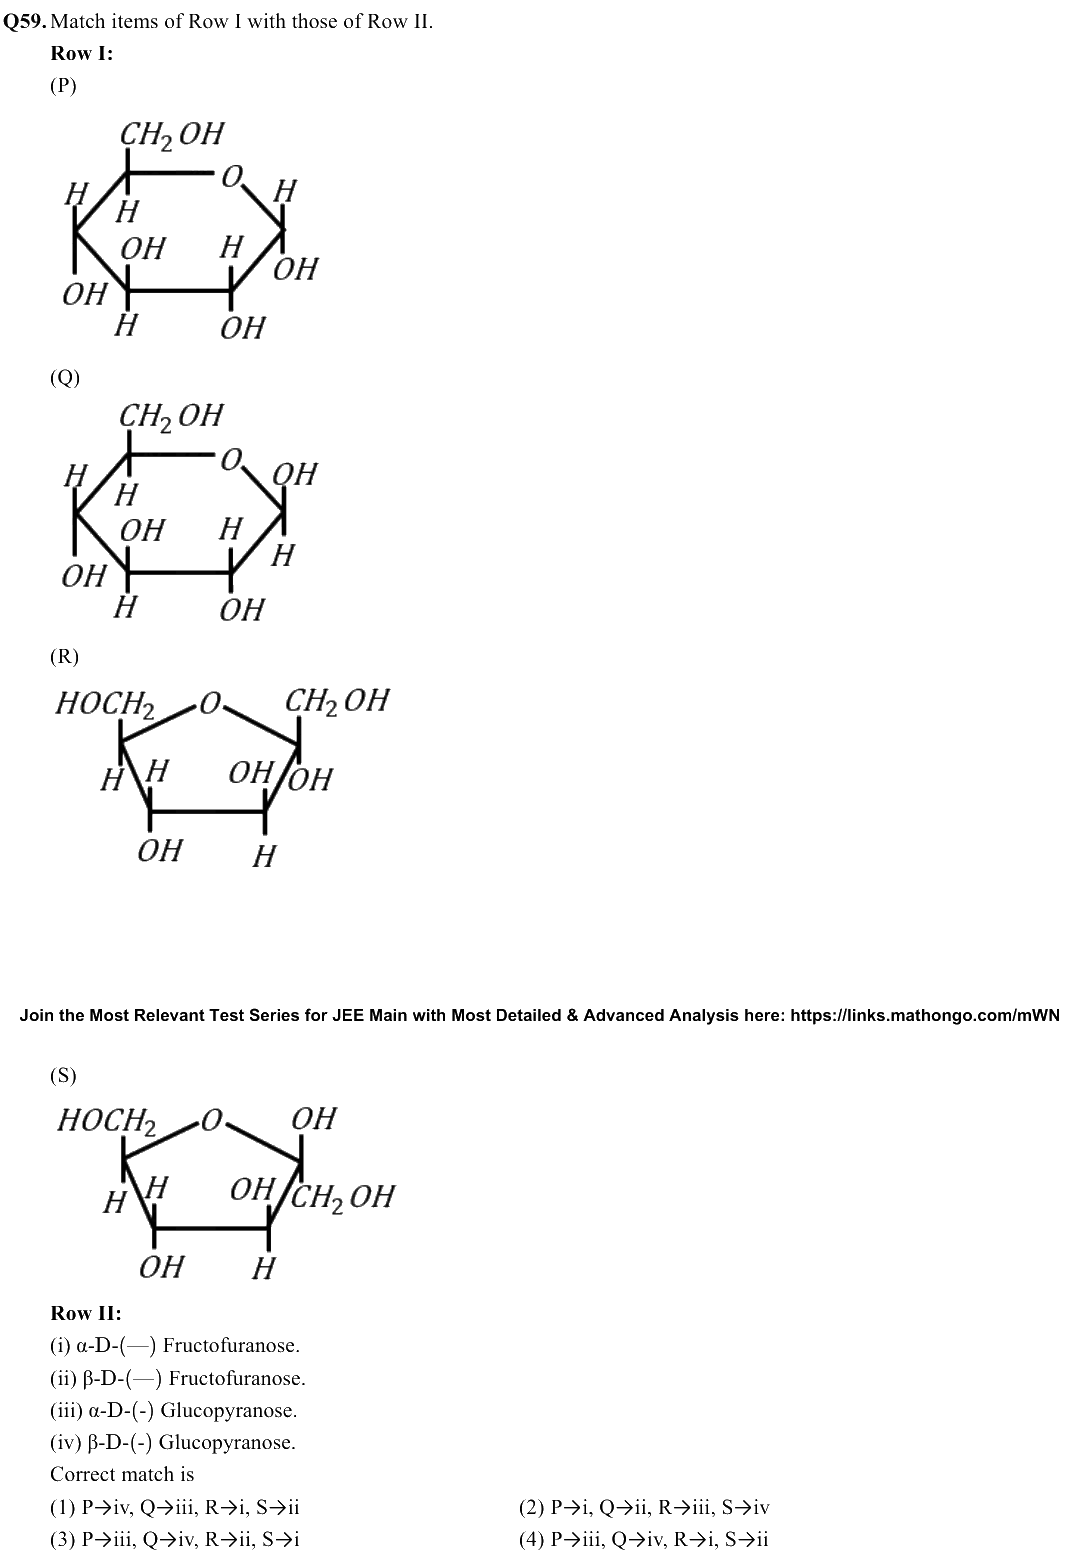 Q59. Match items of Row I with those of Row II.
Row I:
(P)
CH₂OH
O
H H
H
OH H
OH
OH
H OH
(Q)
CH₂OH
O
H OH
H
OH H
H
OH
H OH
(R)
HOCH₂ O CH₂OH
H H OH OH
OH H
Join the Most Relevant Test Series for JEE Main with Most Detailed & Advanced Analysis here: https://links.mathongo.com/mWN
(S)
HOCH₂ O OH
H H OH CH₂OH
OH H
Row II:
(i) α-D-(—) Fructofuranose.
(ii) β-D-(—) Fructofuranose.
(iii) α-D-(-) Glucopyranose.
(iv) β-D-(-) Glucopyranose.
Correct match is
(1) P→iv, Q→iii, R→i, S→ii (2) P→i, Q→ii, R→iii, S→iv
(3) P→iii, Q→iv, R→ii, S→i (4) P→iii, Q→iv, R→i, S→ii